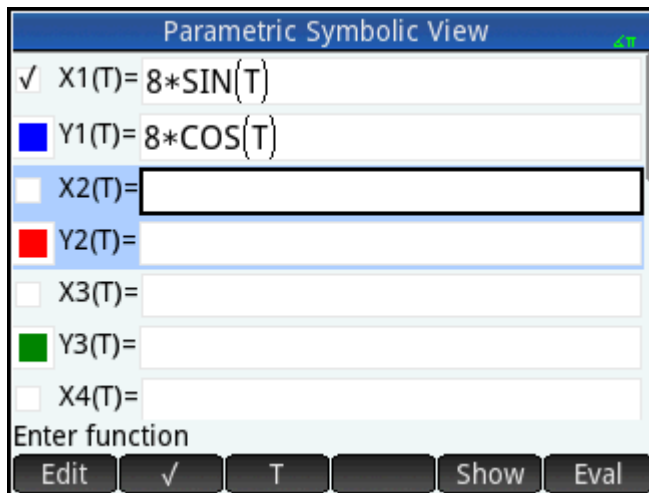 Parametric Symbolic View ∡π
√ X1(T)= 8*SIN(T)
Y1(T)= 8*COS(T)
X2(T)=
Y2(T)=
X3(T)=
Y3(T)=
X4(T)=
Enter function
Edit √ T Show Eval